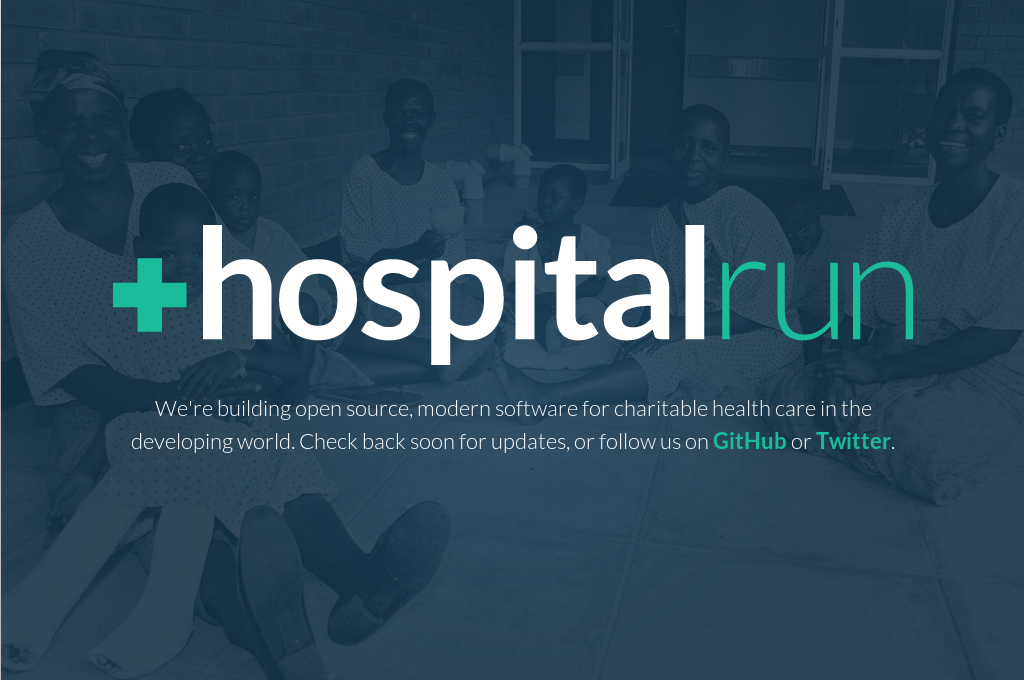 +hospitalrun
We're building open source, modern software for charitable health care in the
developing world. Check back soon for updates, or follow us on GitHub or Twitter.